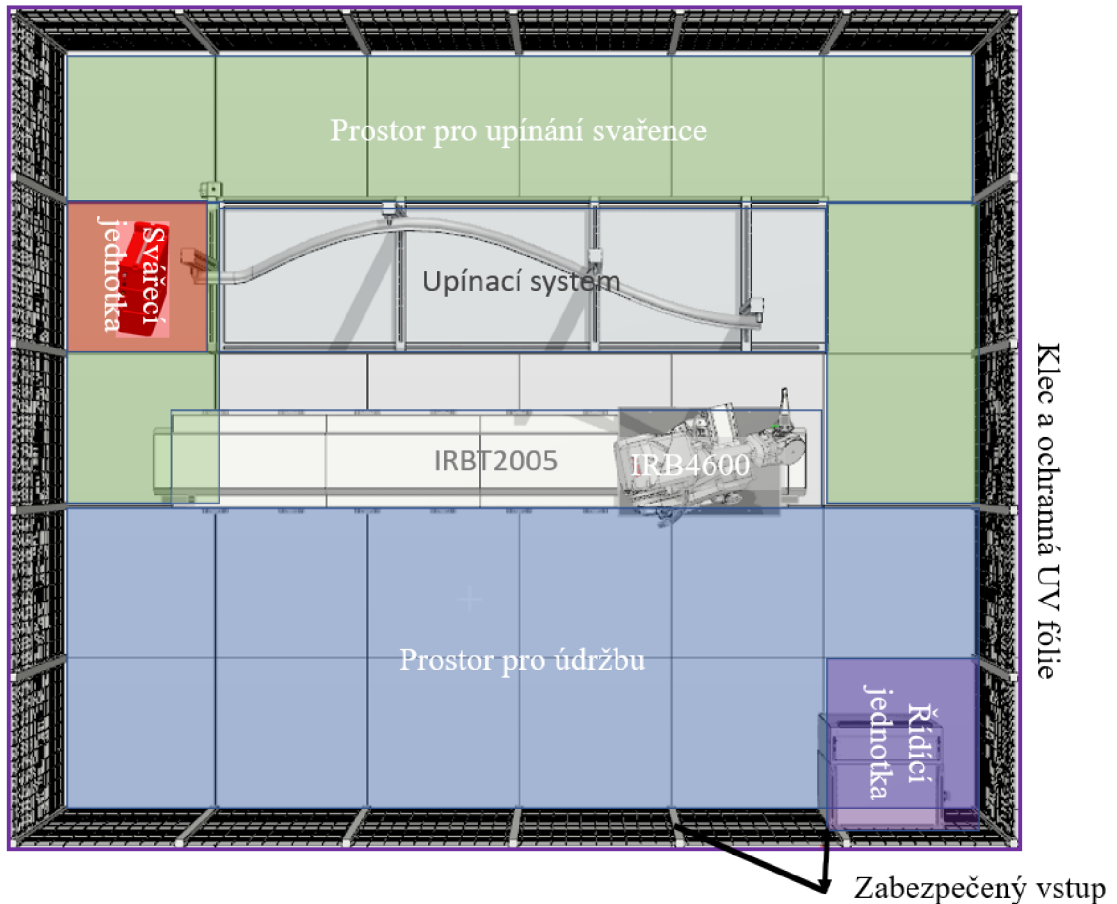 Prostor pro upínání svařence
Svářecí
jednotka
Upínací systém
IRBT2005
IRB4600
Klec a ochranná UV fólie
Prostor pro údržbu
Řídící
jednotka
Zabezpečený vstup